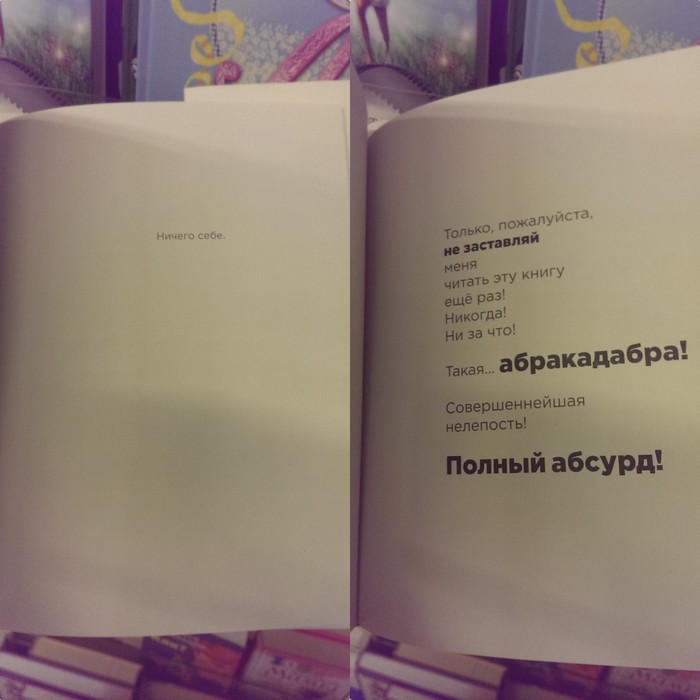 Ничего себе.
Только, пожалуйста,
не заставляй
меня
читать эту книгу
ещё раз!
Никогда!
Ни за что!
Такая... абракадабра!
Совершеннейшая
нелепость!
Полный абсурд!